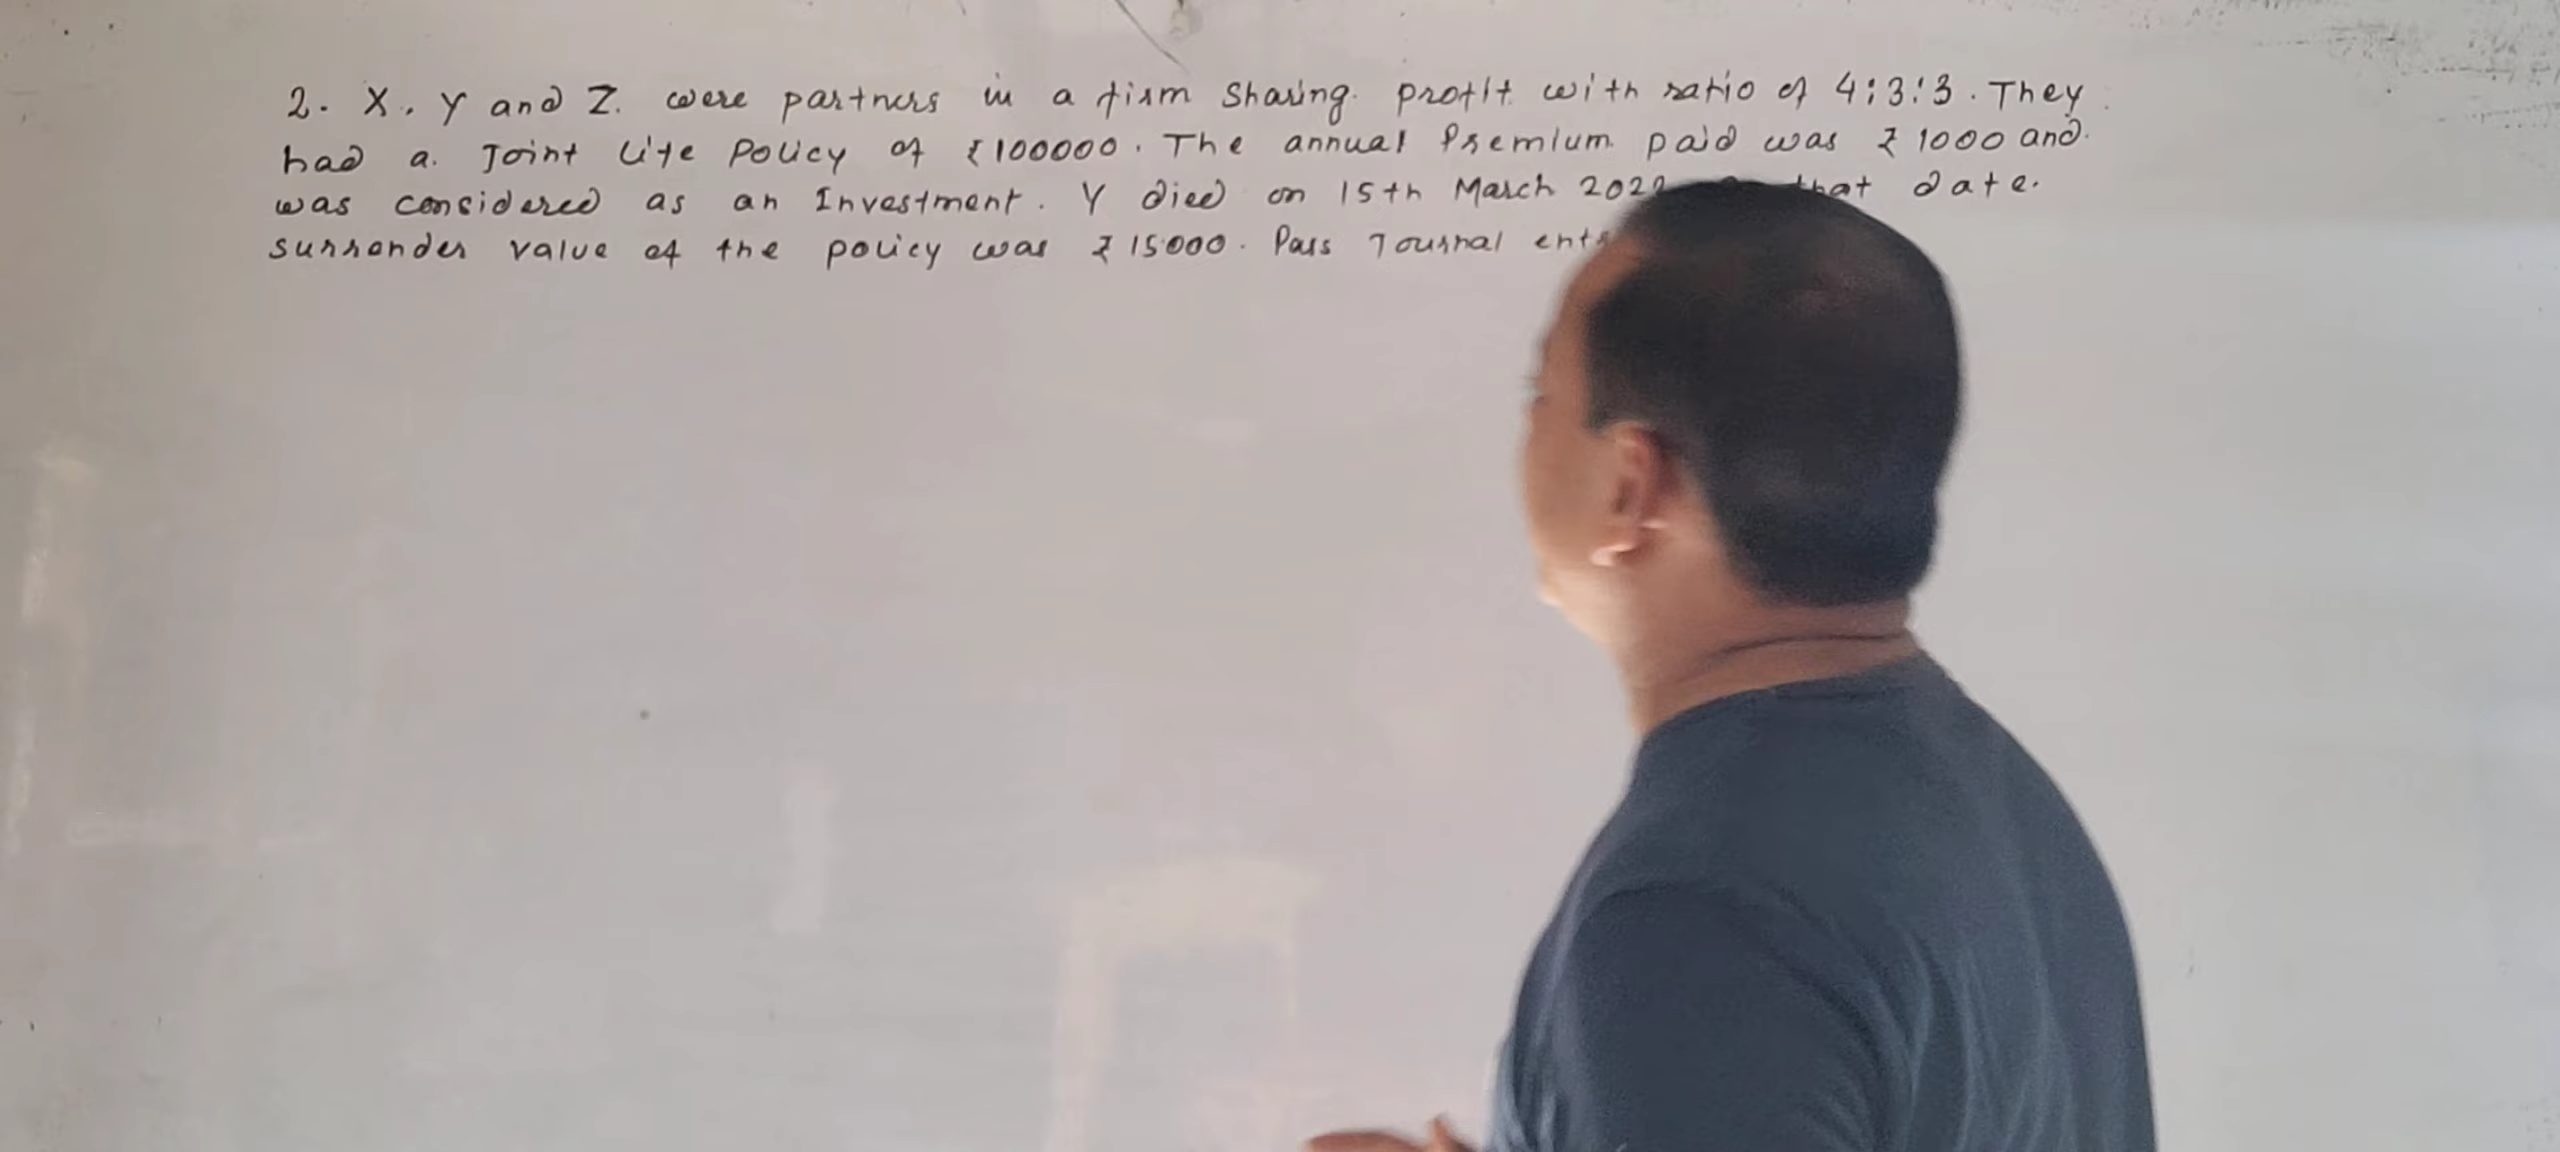 2. X, Y and Z. were partners in a firm sharing profit with ratio of 4:3:3. They
had a Joint Life Policy of ₹100000. The annual Premium paid was ₹1000 and
was considered as an Investment. Y died on 15th March that date.
surrender value of the policy was ₹15000. Pass Journal